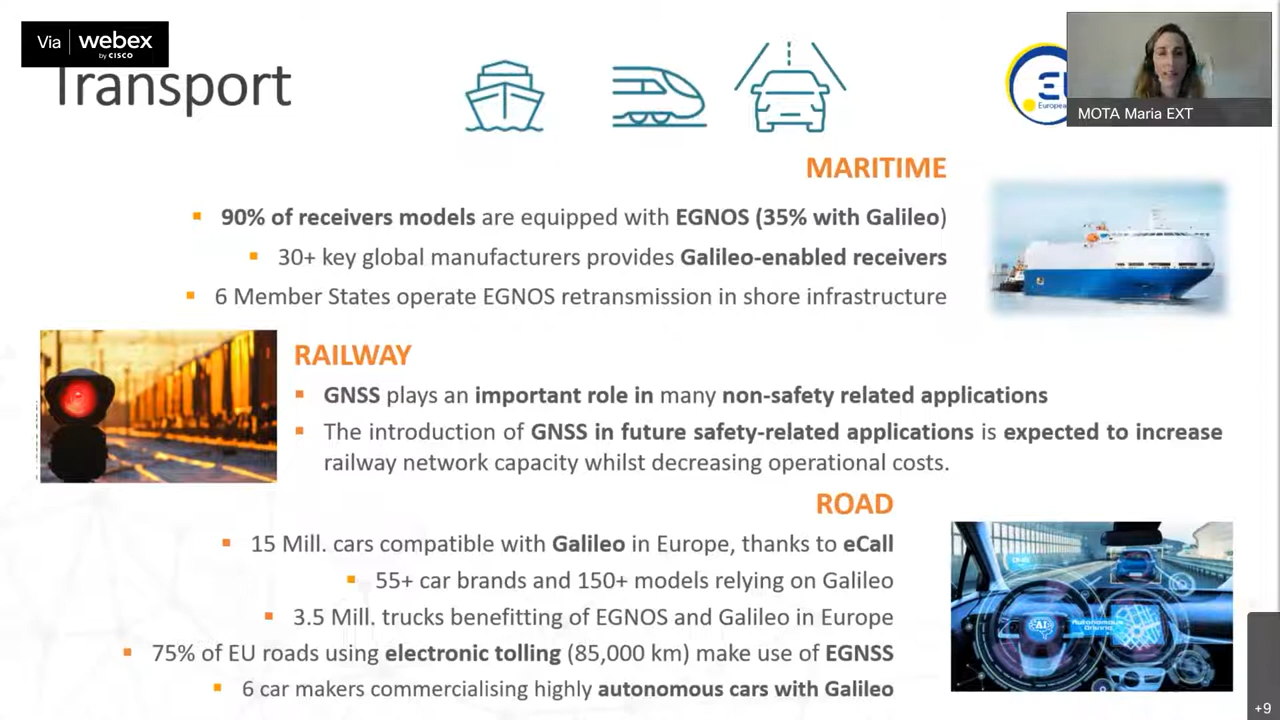 Via webex
by CISCO
Transport
European
MOTA Maria EXT
MARITIME
▪ 90% of receivers models are equipped with EGNOS (35% with Galileo)
▪ 30+ key global manufacturers provides Galileo-enabled receivers
▪ 6 Member States operate EGNOS retransmission in shore infrastructure
RAILWAY
▪ GNSS plays an important role in many non-safety related applications
▪ The introduction of GNSS in future safety-related applications is expected to increase
railway network capacity whilst decreasing operational costs.
ROAD
▪ 15 Mill. cars compatible with Galileo in Europe, thanks to eCall
▪ 55+ car brands and 150+ models relying on Galileo
▪ 3.5 Mill. trucks benefitting of EGNOS and Galileo in Europe
▪ 75% of EU roads using electronic tolling (85,000 km) make use of EGNSS
▪ 6 car makers commercialising highly autonomous cars with Galileo
AI
Autonomous
Driving
+9